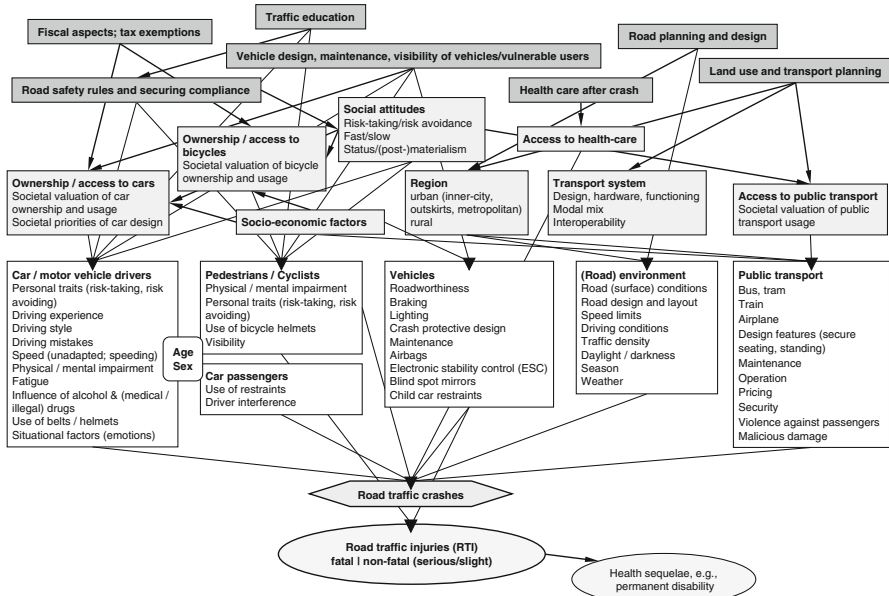 Traffic education
Fiscal aspects; tax exemptions
Road planning and design
Vehicle design, maintenance, visibility of vehicles/vulnerable users
Land use and transport planning
Road safety rules and securing compliance
Health care after crash
Social attitudes
Risk-taking/risk avoidance
Fast/slow
Status/(post-)materialism
Ownership / access to
bicycles
Societal valuation of bicycle
ownership and usage
Access to health-care
Ownership / access to cars
Societal valuation of car
ownership and usage
Societal priorities of car design
Region
urban (inner-city,
outskirts, metropolitan)
rural
Transport system
Design, hardware, functioning
Modal mix
Interoperability
Access to public transport
Societal valuation of public
transport usage
Socio-economic factors
Car / motor vehicle drivers
Personal traits (risk-taking, risk
avoiding)
Driving experience
Driving style
Driving mistakes
Speed (unadapted; speeding)
Physical / mental impairment
Fatigue
Influence of alcohol & (medical /
illegal) drugs
Use of belts / helmets
Situational factors (emotions)
Age
Sex
Pedestrians / Cyclists
Physical / mental impairment
Personal traits (risk-taking, risk
avoiding)
Use of bicycle helmets
Visibility
Car passengers
Use of restraints
Driver interference
Vehicles
Roadworthiness
Braking
Lighting
Crash protective design
Maintenance
Airbags
Electronic stability control (ESC)
Blind spot mirrors
Child car restraints
(Road) environment
Road (surface) conditions
Road design and layout
Speed limits
Driving conditions
Traffic density
Daylight / darkness
Season
Weather
Public transport
Bus, tram
Train
Airplane
Design features (secure
seating, standing)
Maintenance
Operation
Pricing
Security
Violence against passengers
Malicious damage
Road traffic crashes
Road traffic injuries (RTI)
fatal I non-fatal (serious/slight)
Health sequelae, e.g.,
permanent disability